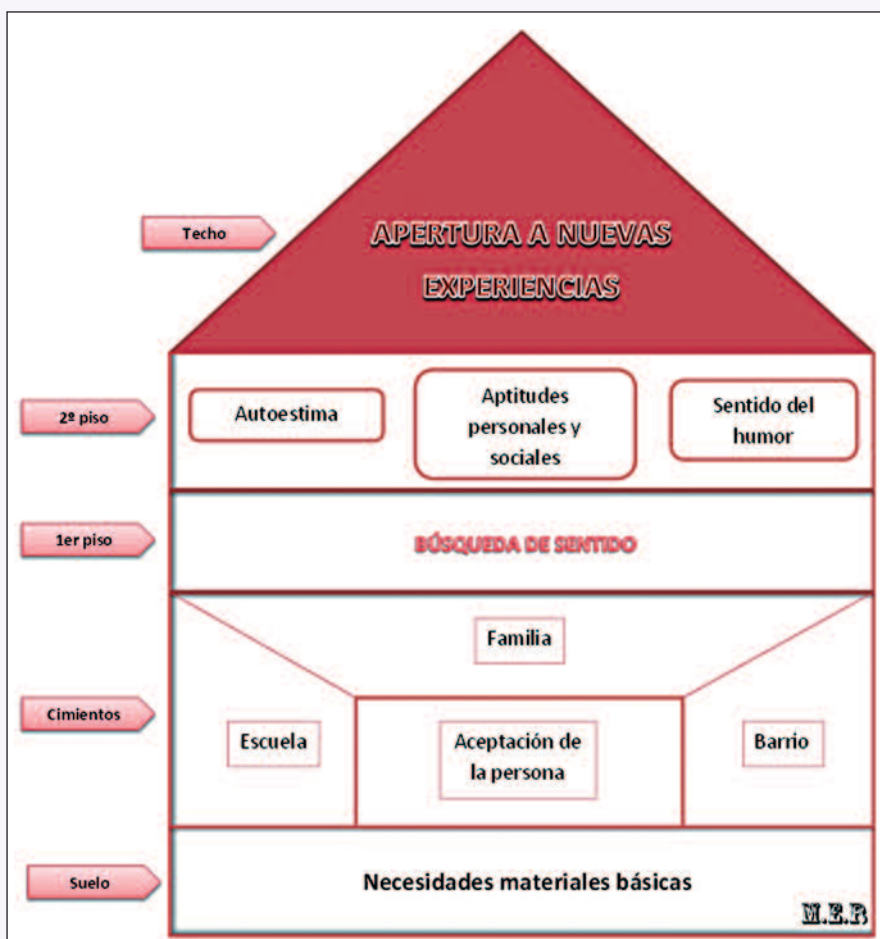 Techo
APERTURA A NUEVAS
EXPERIENCIAS
2º piso
Autoestima
Aptitudes
personales y
sociales
Sentido del
humor
1er piso
BÚSQUEDA DE SENTIDO
Cimientos
Familia
Escuela
Aceptación de
la persona
Barrio
Suelo
Necesidades materiales básicas
M.E.R